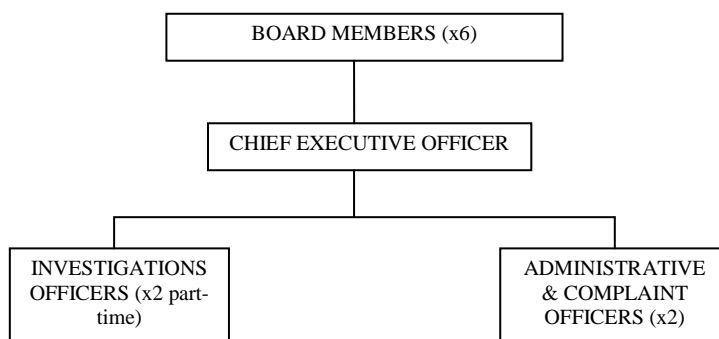 BOARD MEMBERS (x6)
CHIEF EXECUTIVE OFFICER
INVESTIGATIONS
OFFICERS (x2 part-
time)
ADMINISTRATIVE
& COMPLAINT
OFFICERS (x2)